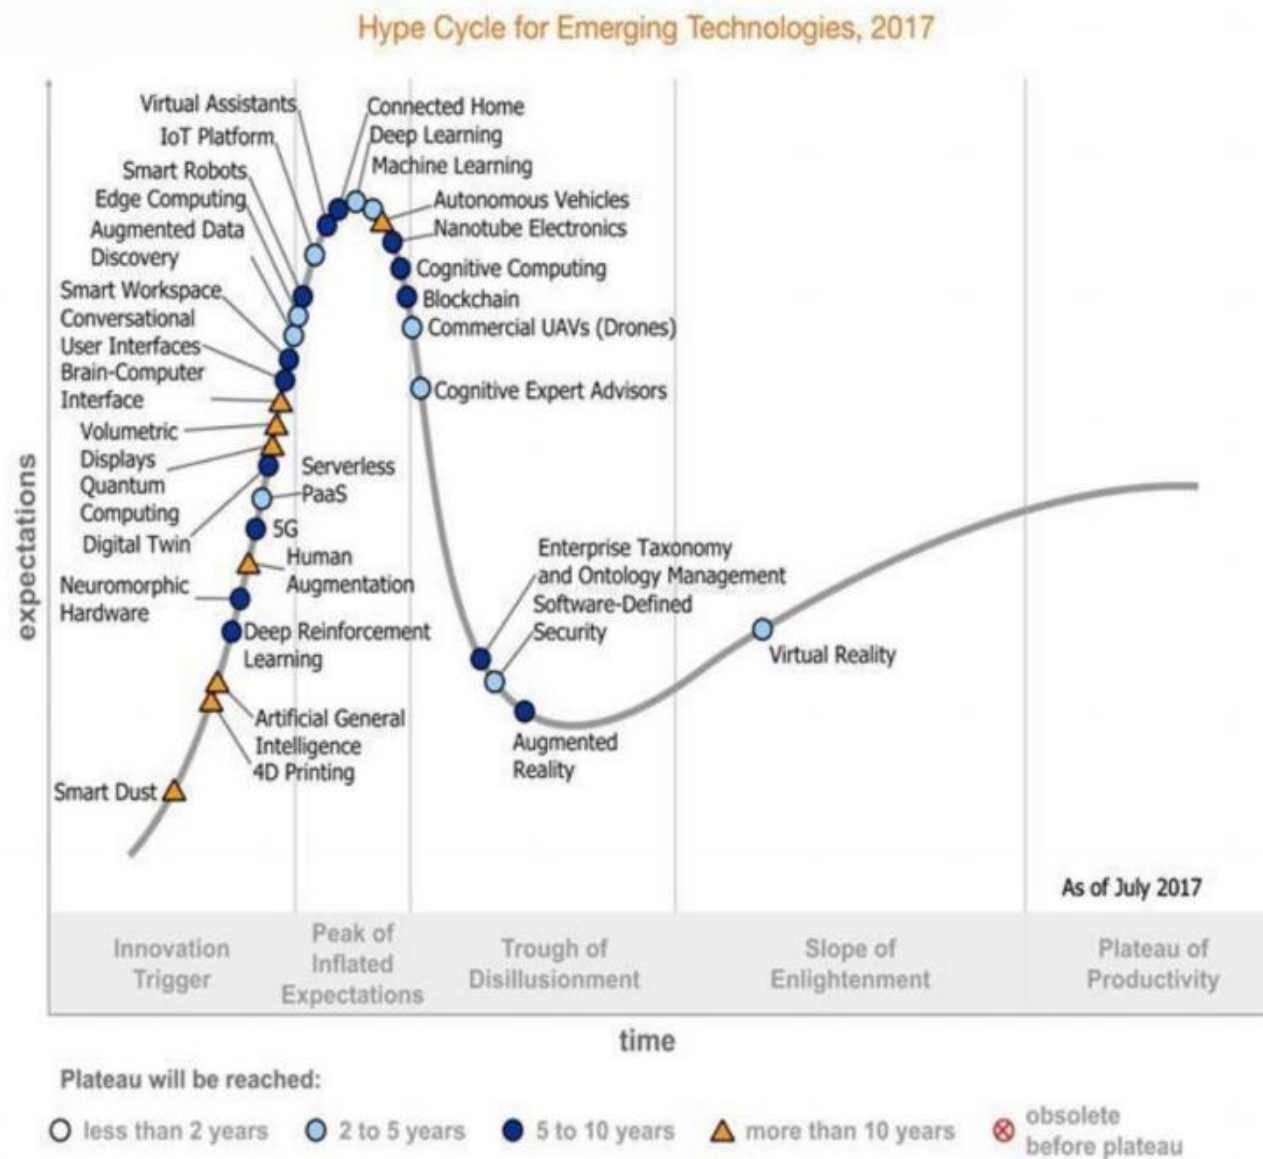 Hype Cycle for Emerging Technologies, 2017
Virtual Assistants
IoT Platform
Smart Robots
Edge Computing
Augmented Data
Discovery
Smart Workspace
Conversational
User Interfaces
Brain-Computer
Interface
Volumetric
Displays
Quantum
Computing
Digital Twin
Neuromorphic
Hardware
Smart Dust
Connected Home
Deep Learning
Machine Learning
Autonomous Vehicles
Nanotube Electronics
Cognitive Computing
Blockchain
Commercial UAVs (Drones)
Cognitive Expert Advisors
Serverless
PaaS
5G
Human
Augmentation
Deep Reinforcement
Learning
Artificial General
Intelligence
4D Printing
Enterprise Taxonomy
and Ontology Management
Software-Defined
Security
Augmented
Reality
Virtual Reality
As of July 2017
expectations
Innovation
Trigger
Peak of
Inflated
Expectations
Trough of
Disillusionment
Slope of
Enlightenment
Plateau of
Productivity
time
Plateau will be reached:
less than 2 years
2 to 5 years
5 to 10 years
more than 10 years
obsolete
before plateau